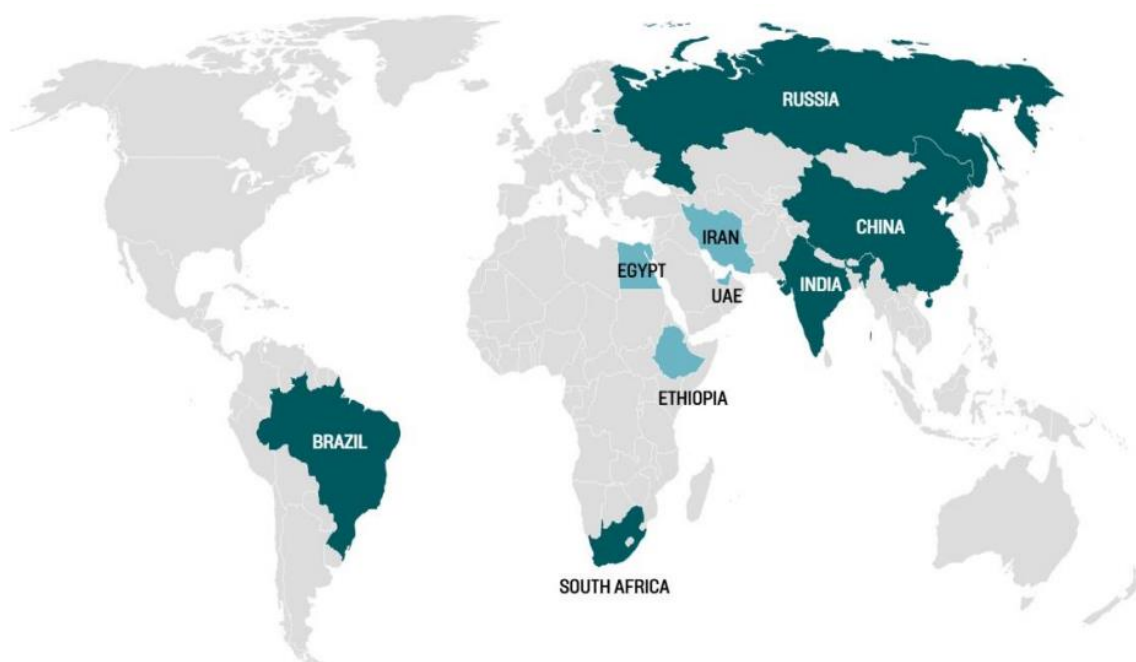 RUSSIA
CHINA
IRAN
EGYPT
INDIA
UAE
ETHIOPIA
BRAZIL
SOUTH AFRICA